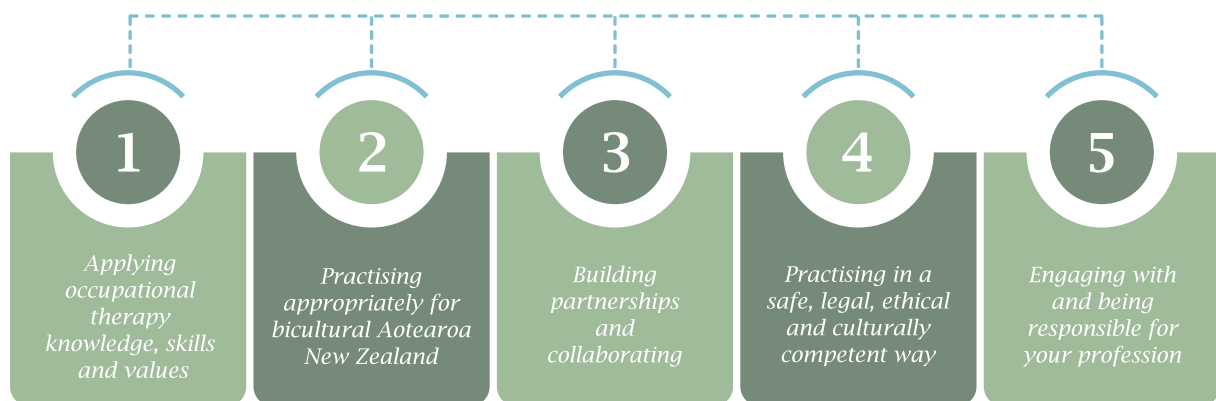 1
Applying
occupational
therapy
knowledge, skills
and values
2
Practising
appropriately for
bicultural Aotearoa
New Zealand
3
Building
partnerships
and
collaborating
4
Practising in a
safe, legal, ethical
and culturally
competent way
5
Engaging with
and being
responsible for
your profession